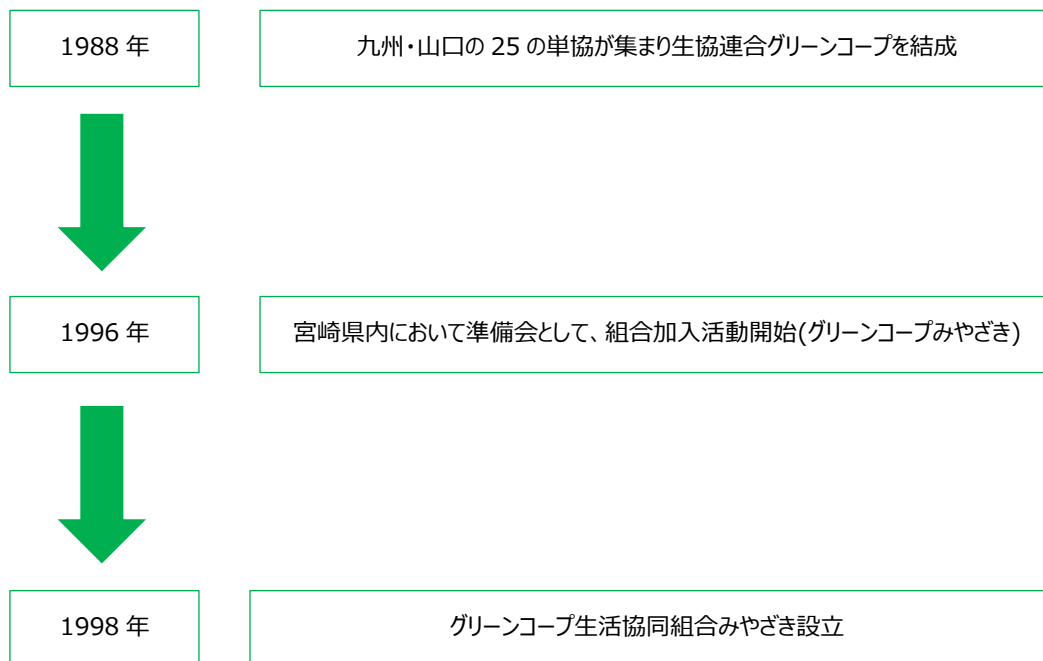 1988 年
九州・山口の 25 の単協が集まり生協連合グリーンコープを結成
1996 年
宮崎県内において準備会として、組合加入活動開始(グリーンコープみやざき)
1998 年
グリーンコープ生活協同組合みやざき設立